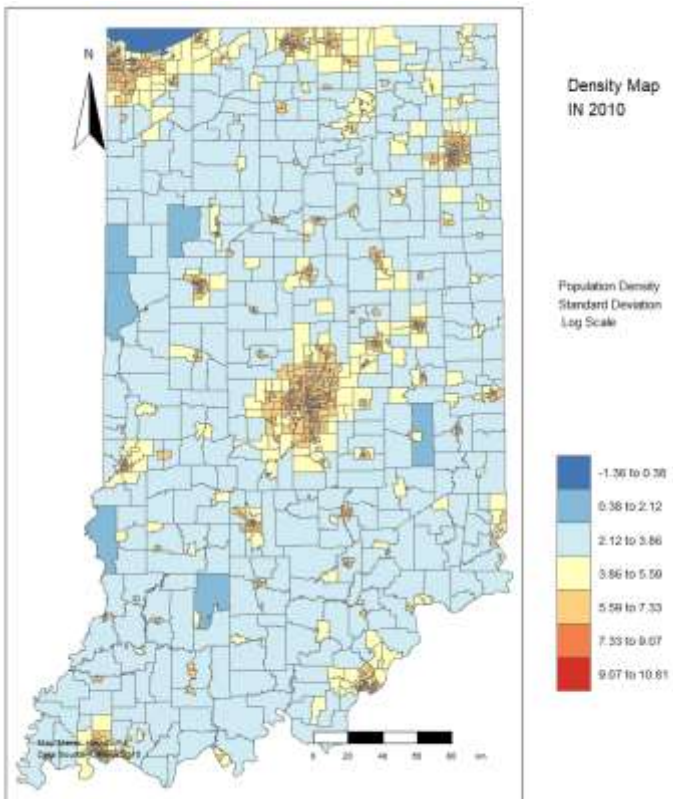 N
Density Map
IN 2010
Population Density
Standard Deviation
Log Scale
-1.36 to 0.38
0.38 to 2.12
2.12 to 3.86
3.86 to 5.59
5.59 to 7.33
7.33 to 9.07
9.07 to 10.81
0 20 40 60 80